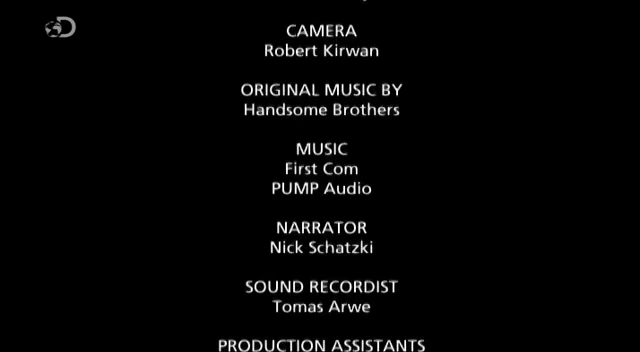 CAMERA
Robert Kirwan
ORIGINAL MUSIC BY
Handsome Brothers
MUSIC
First Com
PUMP Audio
NARRATOR
Nick Schatzki
SOUND RECORDIST
Tomas Arwe
PRODUCTION ASSISTANTS